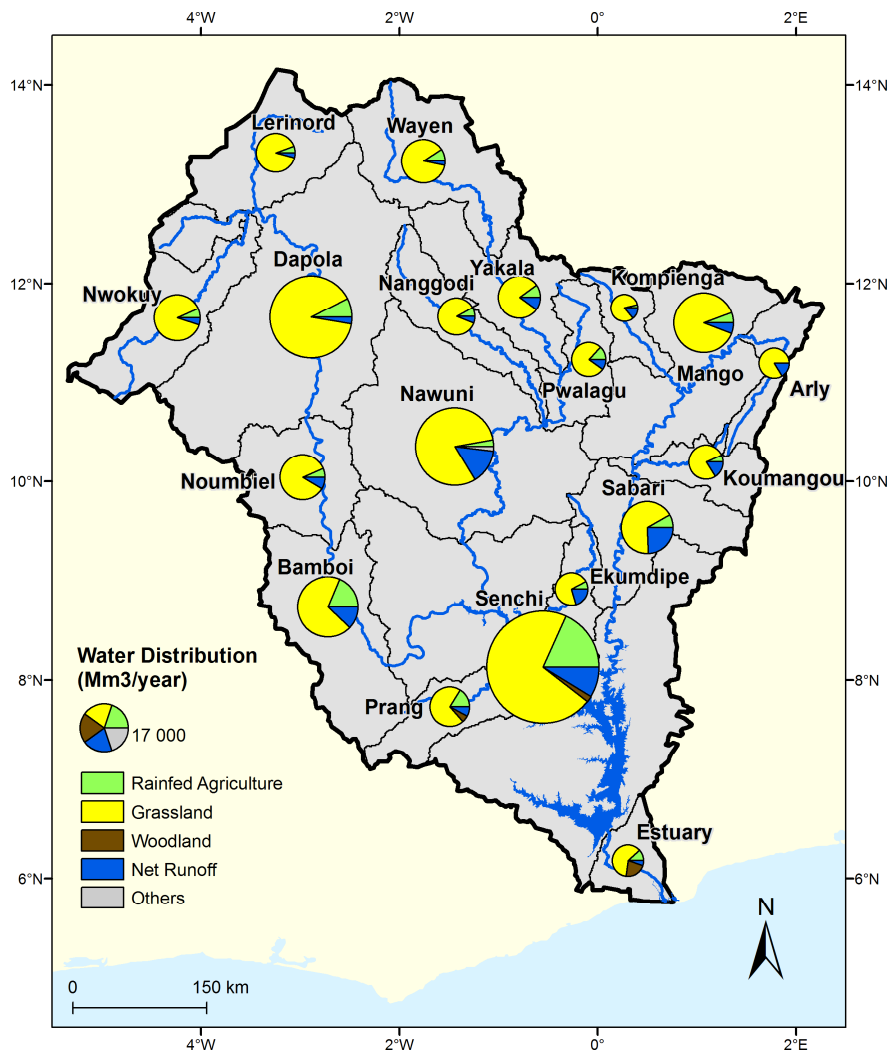 4°W 2°W 0° 2°E
14°N 14°N
Lerinord
Wayen
12°N 12°N
Dapola
Yakala
Kompienga
Nanggodi
Nwokuy
Mango
Arly
Pwalagu
Nawuni
10°N 10°N
Noumbiel
Koumangou
Sabari
Bamboi
Ekumdipe
Senchi
8°N 8°N
Prang
Water Distribution
(Mm3/year)
17 000
Rainfed Agriculture
Grassland
Woodland
Net Runoff
Others
Estuary
6°N 6°N
N
0 150 km
4°W 2°W 0° 2°E